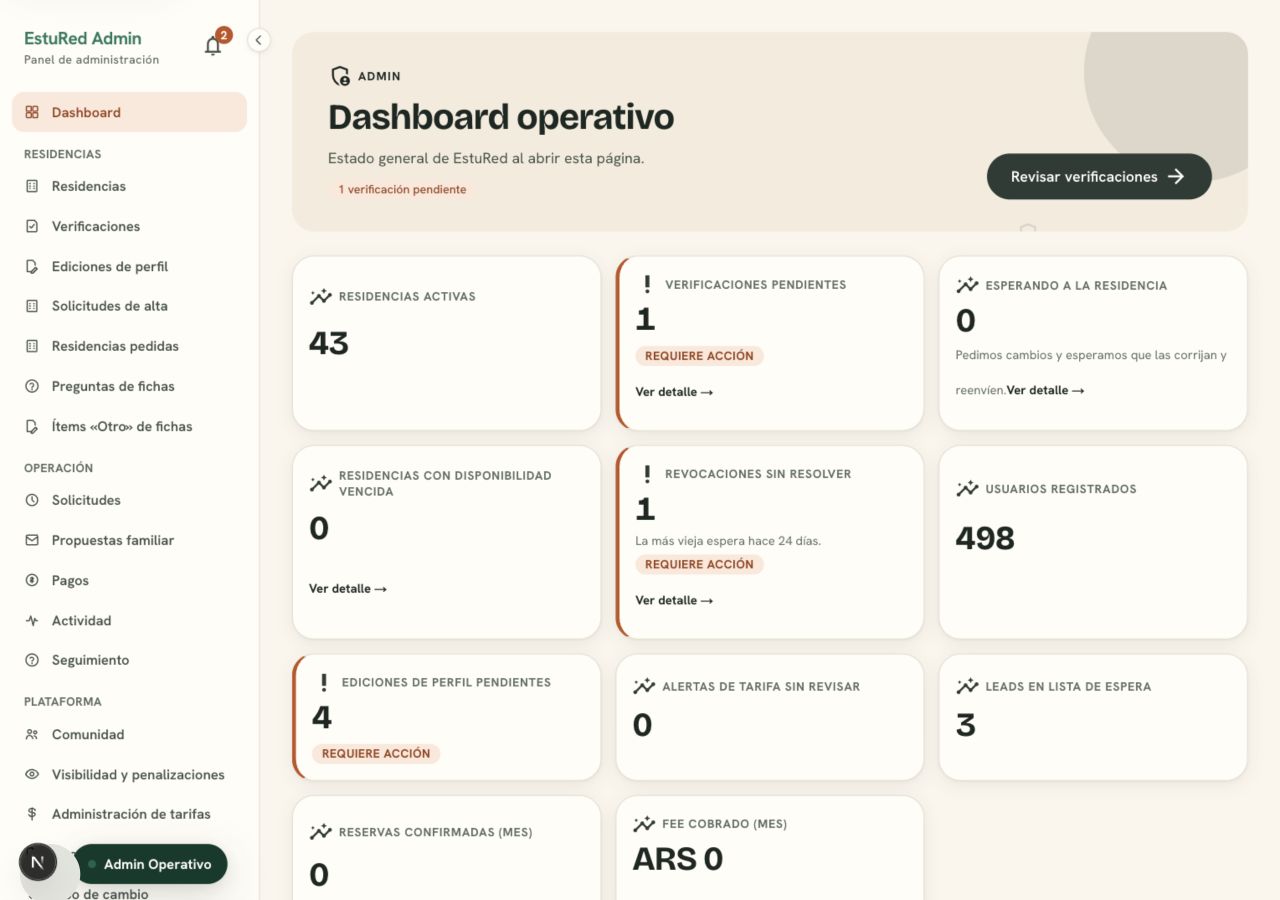 EstuRed Admin
2
Panel de administración
Dashboard
RESIDENCIAS
Residencias
Verificaciones
Ediciones de perfil
Solicitudes de alta
Residencias pedidas
Preguntas de fichas
Ítems «Otro» de fichas
OPERACIÓN
Solicitudes
Propuestas familiar
Pagos
Actividad
Seguimiento
PLATAFORMA
Comunidad
Visibilidad y penalizaciones
Administración de tarifas
N
Admin Operativo
o de cambio
ADMIN
Dashboard operativo
Estado general de EstuRed al abrir esta página.
1 verificación pendiente
Revisar verificaciones →
RESIDENCIAS ACTIVAS
43
VERIFICACIONES PENDIENTES
1
REQUIERE ACCIÓN
Ver detalle →
ESPERANDO A LA RESIDENCIA
0
Pedimos cambios y esperamos que las corrijan y
reenvíen.Ver detalle →
RESIDENCIAS CON DISPONIBILIDAD
VENCIDA
0
Ver detalle →
REVOCACIONES SIN RESOLVER
1
La más vieja espera hace 24 días.
REQUIERE ACCIÓN
Ver detalle →
USUARIOS REGISTRADOS
498
EDICIONES DE PERFIL PENDIENTES
4
REQUIERE ACCIÓN
ALERTAS DE TARIFA SIN REVISAR
0
LEADS EN LISTA DE ESPERA
3
RESERVAS CONFIRMADAS (MES)
0
FEE COBRADO (MES)
ARS 0